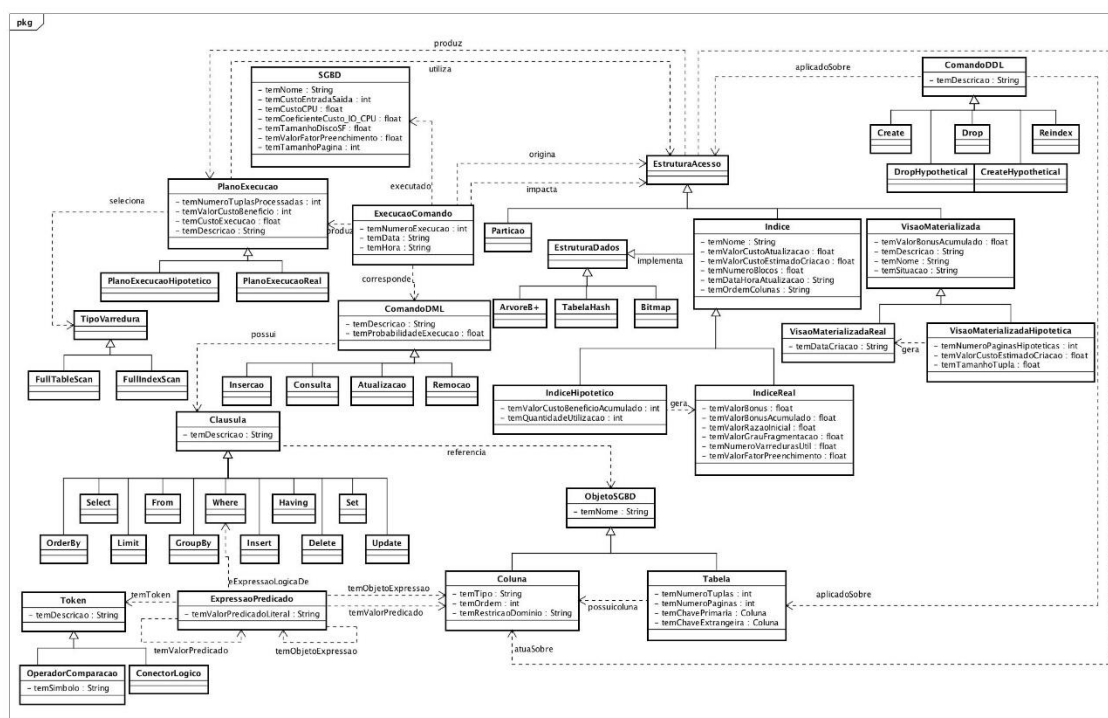 pkg
produz
utiliza
SGBD
- temNome : String
- temCustoEntradaSaida : int
- temCustoCPU : float
- temCoeficienteCusto_IO_CPU : float
- temTamanhoDiscoSF : float
- temValorFatorPreenchimento : float
- temTamanhoPagina : int
aplicadoSobre
ComandoDDL
- temDescricao : String
Create
Drop
Reindex
DropHypothetical
CreateHypothetical
origina
impacta
EstruturaAcesso
executado
seleciona
PlanoExecucao
- temNumeroTuplasProcessadas : int
- temValorCustoBeneficio : int
- temCustoExecucao : float
- temDescricao : String
produz
ExecucaoComando
- temNumeroExecucao : int
- temData : String
- temHora : String
PlanoExecucaoHipotetico
PlanoExecucaoReal
corresponde
Particao
EstruturaDados
implementa
Indice
- temNome : String
- temValorCustoAtualizacao : float
- temValorCustoEstimadoCriacao : float
- temNumeroBlocos : float
- temDataHoraAtualizacao : String
- temOrdemColunas : String
VisaoMaterializada
- temValorBonusAcumulado : float
- temDescricao : String
- temNome : String
- temSituacao : String
ArvoreB+
TabelaHash
Bitmap
TipoVarredura
FullTableScan
FullIndexScan
possui
ComandoDML
- temDescricao : String
- temProbabilidadeExecucao : float
Insercao
Consulta
Atualizacao
Remocao
VisaoMaterializadaReal
- temDataCriacao : String
gera
VisaoMaterializadaHipotetica
- temNumeroPaginasHipoteticas : int
- temValorCustoEstimadoCriacao : float
- temTamanhoTupla : float
IndiceHipotetico
- temValorCustoBeneficioAcumulado : int
- temQuantidadeUtilizacao : int
gera
IndiceReal
- temValorBonus : float
- temValorBonusAcumulado : float
- temValorRazaoInicial : float
- temValorGrauFragmentacao : float
- temNumeroVarredurasUtil : float
- temValorFatorPreenchimento : float
Clausula
- temDescricao : String
referencia
Select
From
Where
Having
Set
OrderBy
Limit
GroupBy
Insert
Delete
Update
ObjetoSGBD
- temNome : String
eExpressaoLogicaDe
Token
- temDescricao : String
temToken
ExpressaoPredicado
- temValorPredicadoLiteral : String
temObjetoExpressao
temValorPredicado
Coluna
- temTipo : String
- temOrdem : int
- temRestricaoDominio : String
possuicoluna
Tabela
- temNumeroTuplas : int
- temNumeroPaginas : int
- temChavePrimaria : Coluna
- temChaveExtrangeira : Coluna
aplicadoSobre
temValorPredicado
temObjetoExpressao
atuaSobre
OperadorComparacao
- temSimbolo : String
ConectorLogico